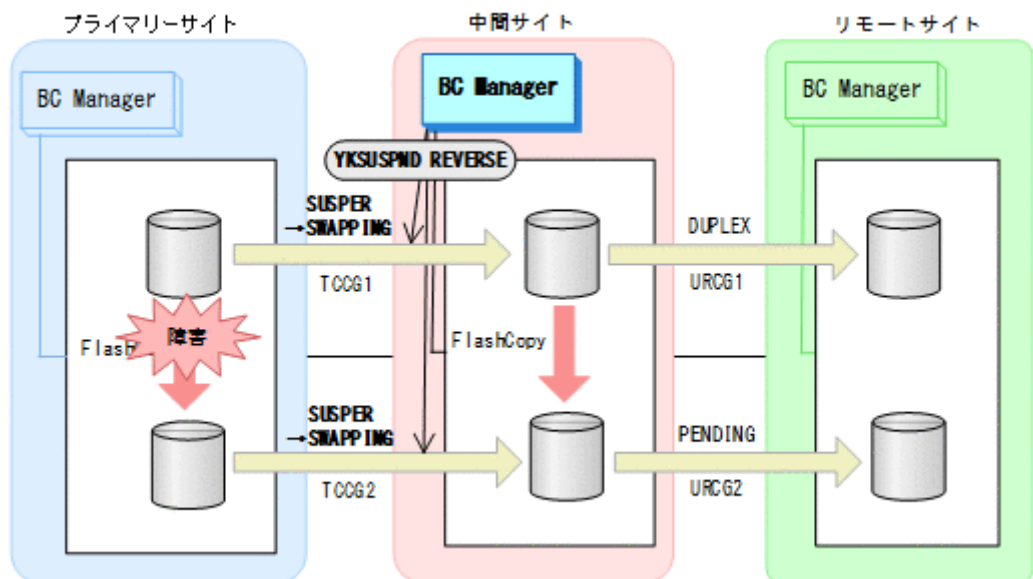 プライマリーサイト
中間サイト
リモートサイト
BC Manager
BC Manager
BC Manager
YKSUSPND REVERSE
SUSPER
→SWAPPING
DUPLEX
TCCG1
URCG1
障害
Flash
FlashCopy
SUSPER
→SWAPPING
PENDING
TCCG2
URCG2